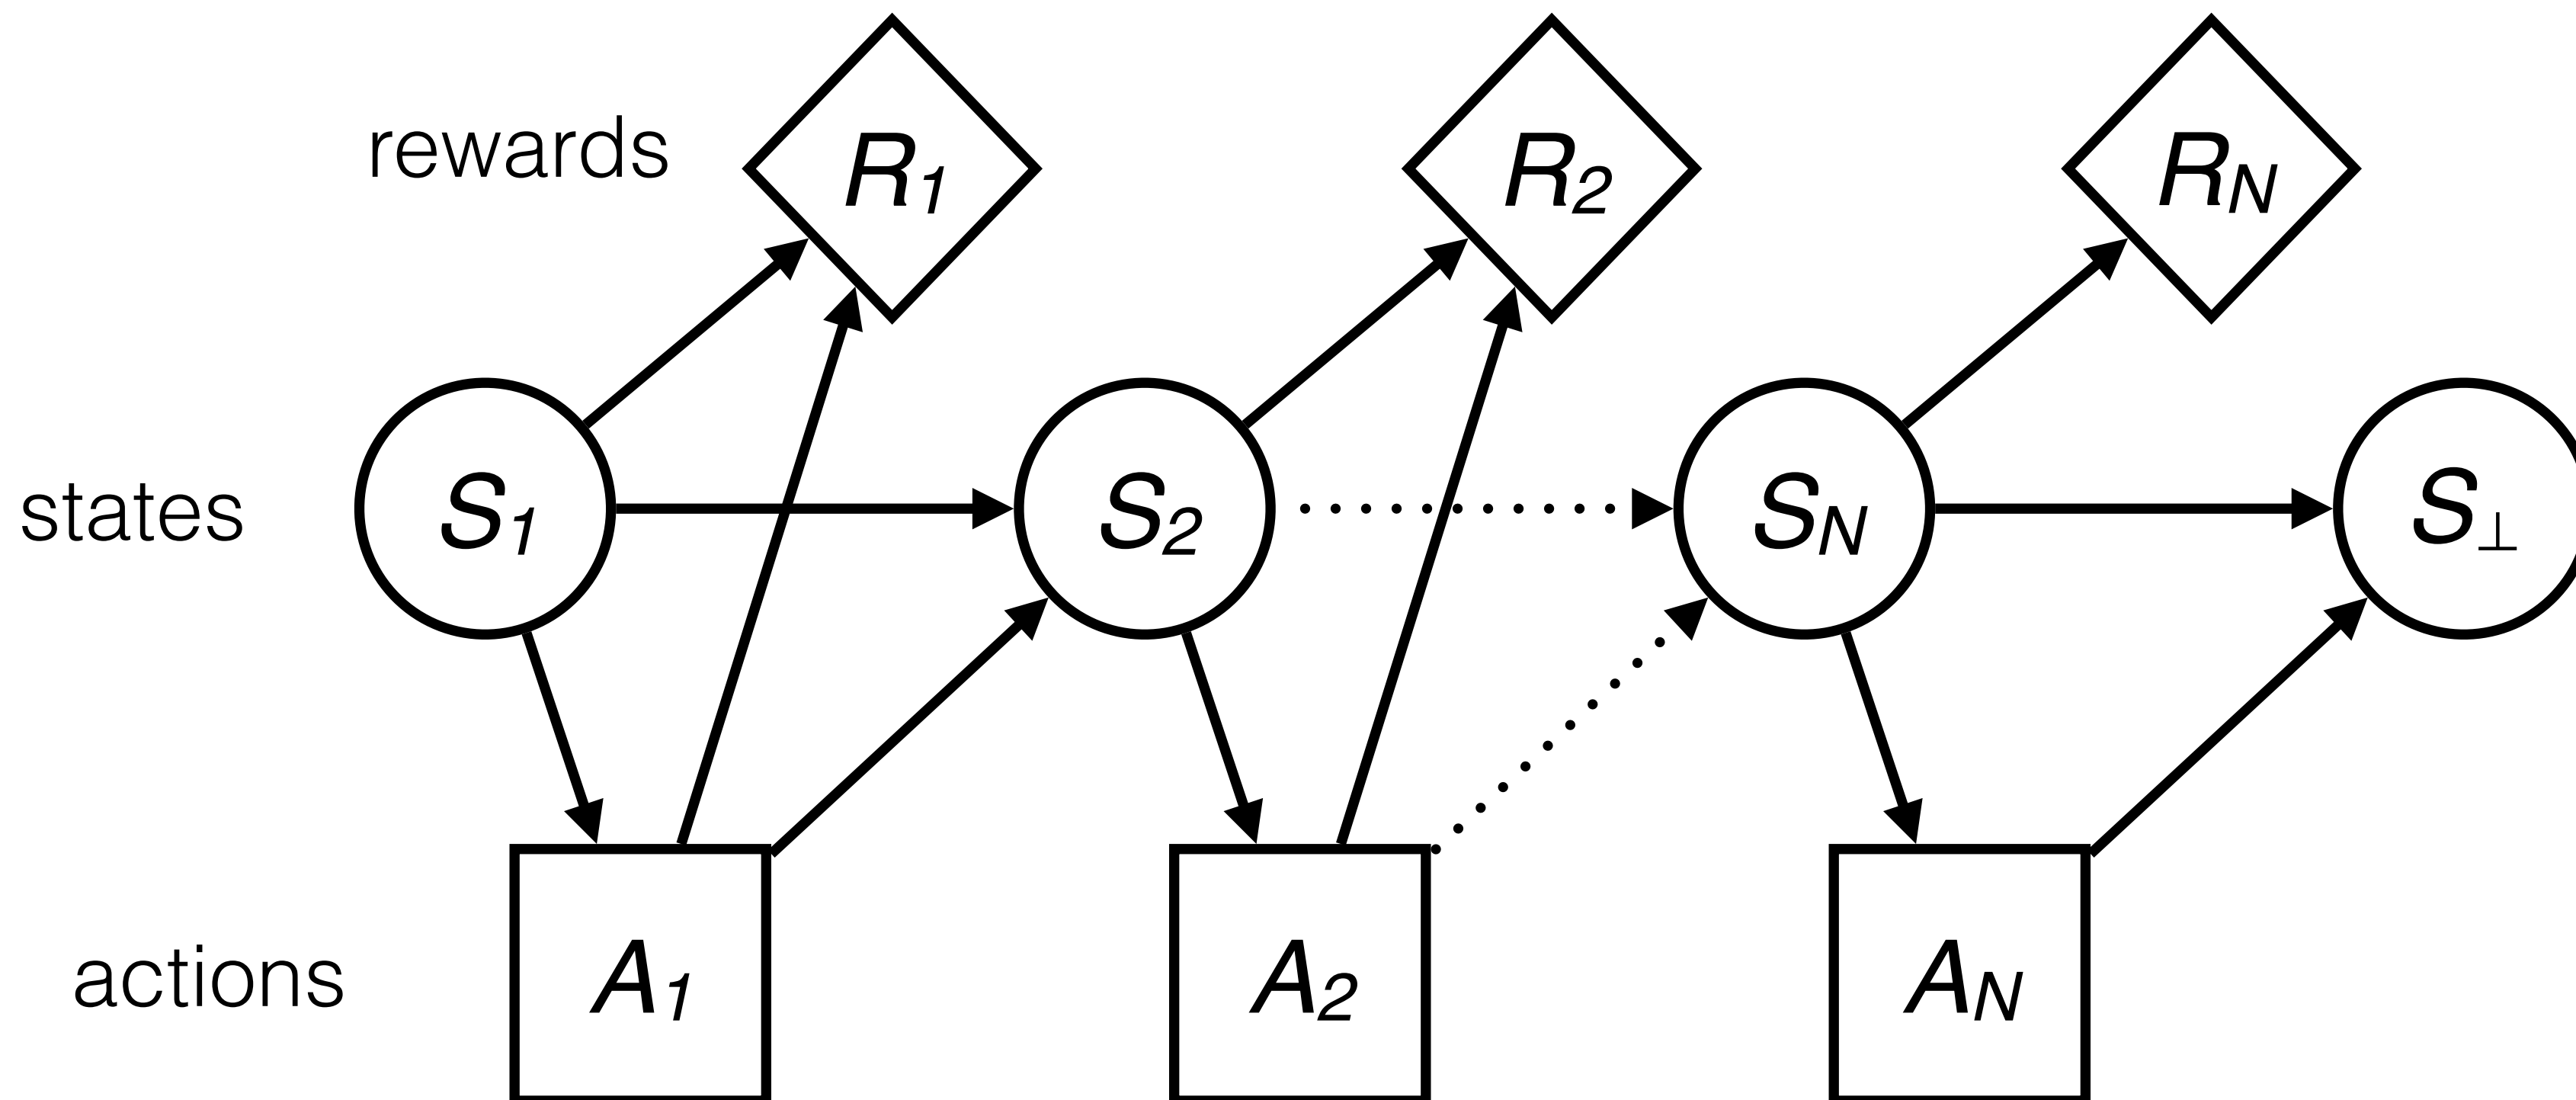 rewards R1 R2 RN
states S1 S2 SN S⊥
actions A1 A2 AN